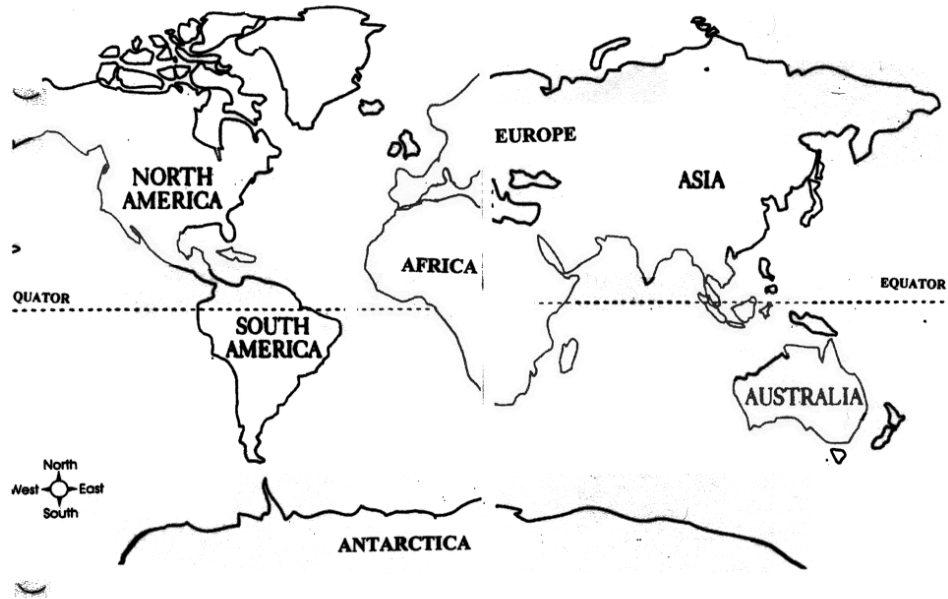 EUROPE
NORTH
AMERICA
ASIA
AFRICA
QUATOR
EQUATOR
SOUTH
AMERICA
AUSTRALIA
North
West
East
South
ANTARCTICA